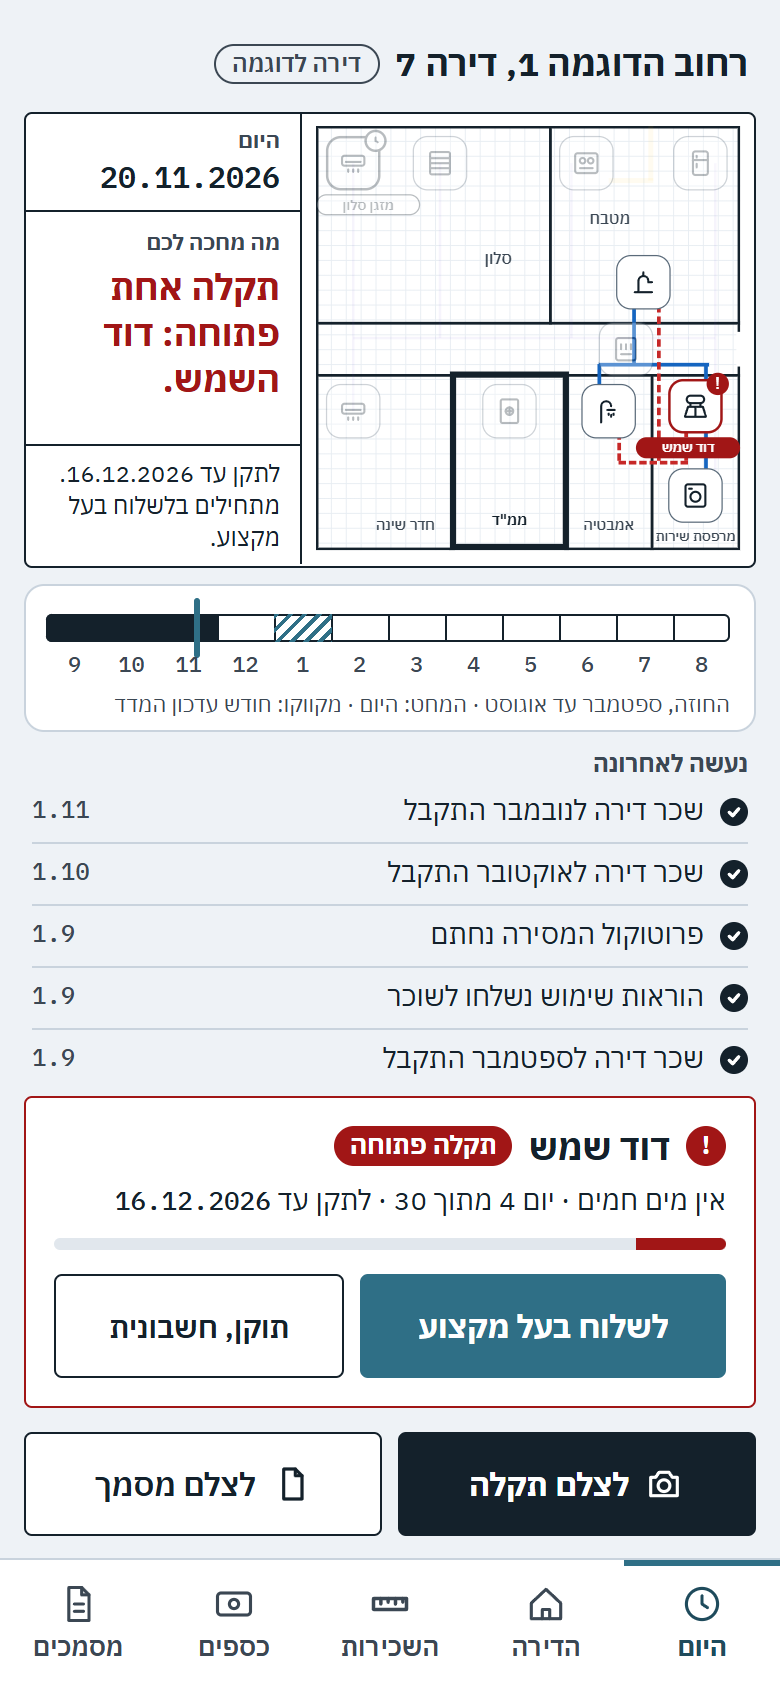 רחוב הדוגמה 1, דירה 7
דירה לדוגמה
היום
20.11.2026
מה מחכה לכם
תקלה אחת
פתוחה: דוד
השמש.
לתקן עד 16.12.2026.
מתחילים בלשלוח בעל
מקצוע.
מזגן סלון
מטבח
סלון
!
דוד שמש
חדר שינה
ממ"ד
אמבטיה
מרפסת שירות
9 10 11 12 1 2 3 4 5 6 7 8
החוזה, ספטמבר עד אוגוסט · המחט: היום · מקווקו: חודש עדכון המדד
נעשה לאחרונה
שכר דירה לנובמבר התקבל 1.11
שכר דירה לאוקטובר התקבל 1.10
פרוטוקול המסירה נחתם 1.9
הוראות שימוש נשלחו לשוכר 1.9
שכר דירה לספטמבר התקבל 1.9
! דוד שמש תקלה פתוחה
אין מים חמים · יום 4 מתוך 30 · לתקן עד 16.12.2026
לשלוח בעל מקצוע
תוקן, חשבונית
לצלם תקלה
לצלם מסמך
היום
הדירה
השכירות
כספים
מסמכים